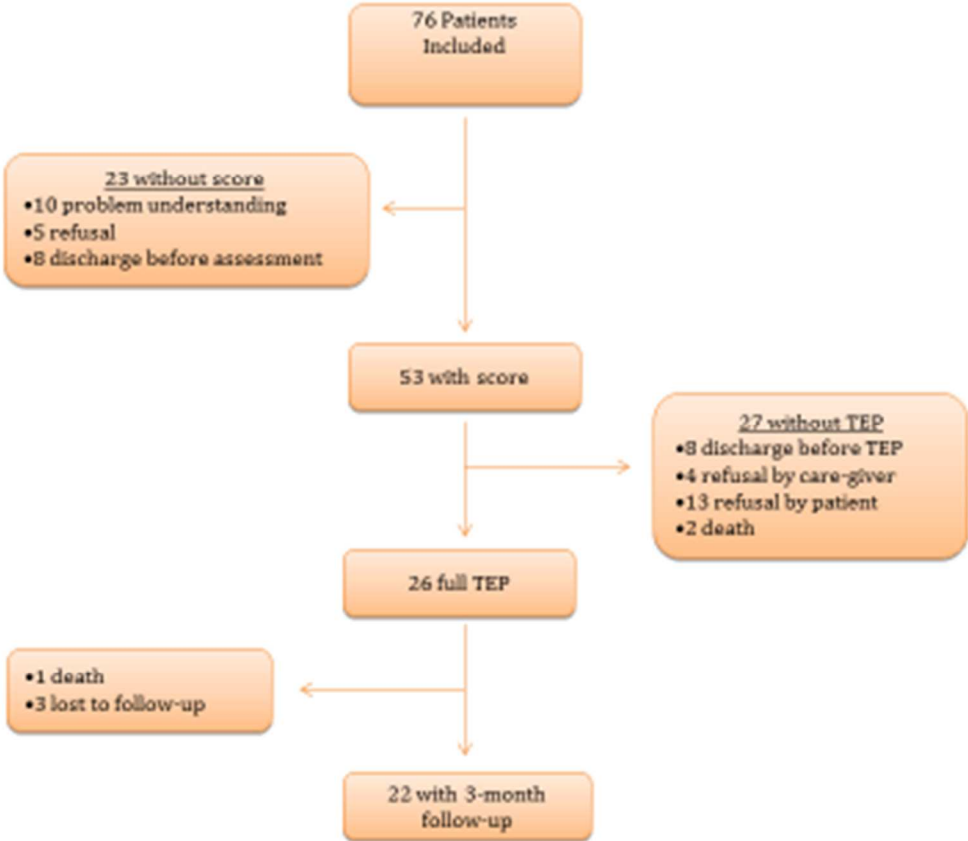 76 Patients
Included
23 without score
•10 problem understanding
•5 refusal
•8 discharge before assessment
53 with score
27 without TEP
•8 discharge before TEP
•4 refusal by care-giver
•13 refusal by patient
•2 death
26 full TEP
•1 death
•3 lost to follow-up
22 with 3-month
follow-up